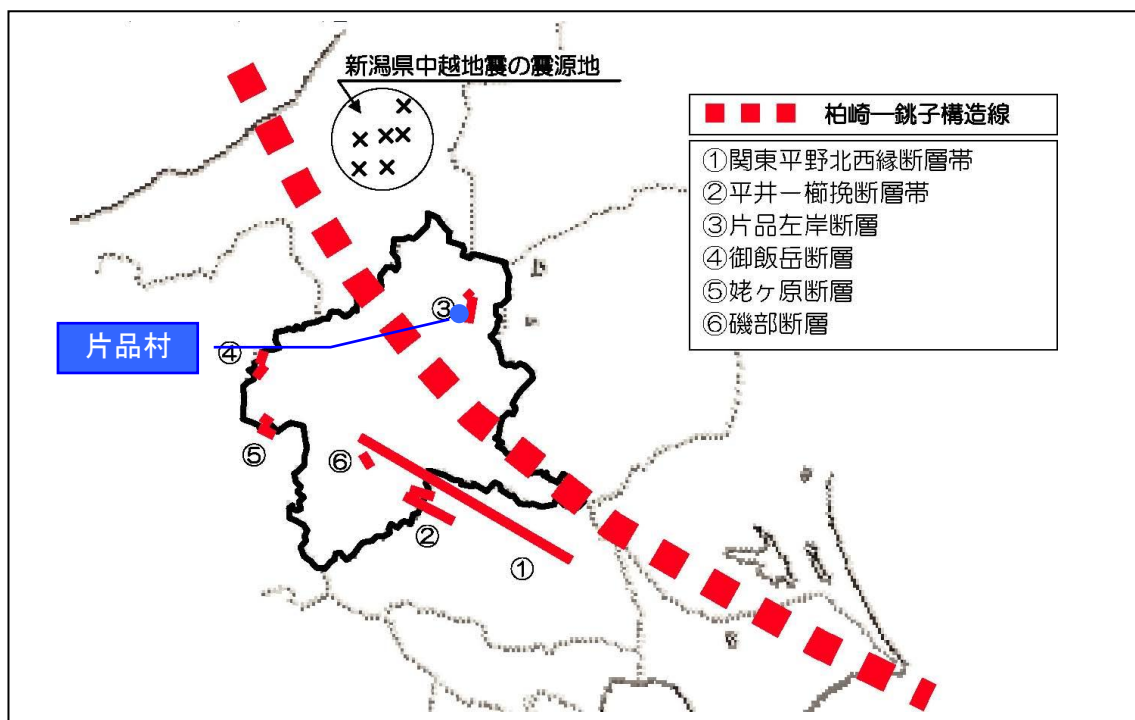 新潟県中越地震の震源地
柏崎―銚子構造線
①関東平野北西縁断層帯
②平井―櫛挽断層帯
③片品左岸断層
④御飯岳断層
⑤姥ヶ原断層
⑥磯部断層
③
片品村
④
⑤
⑥
②
①